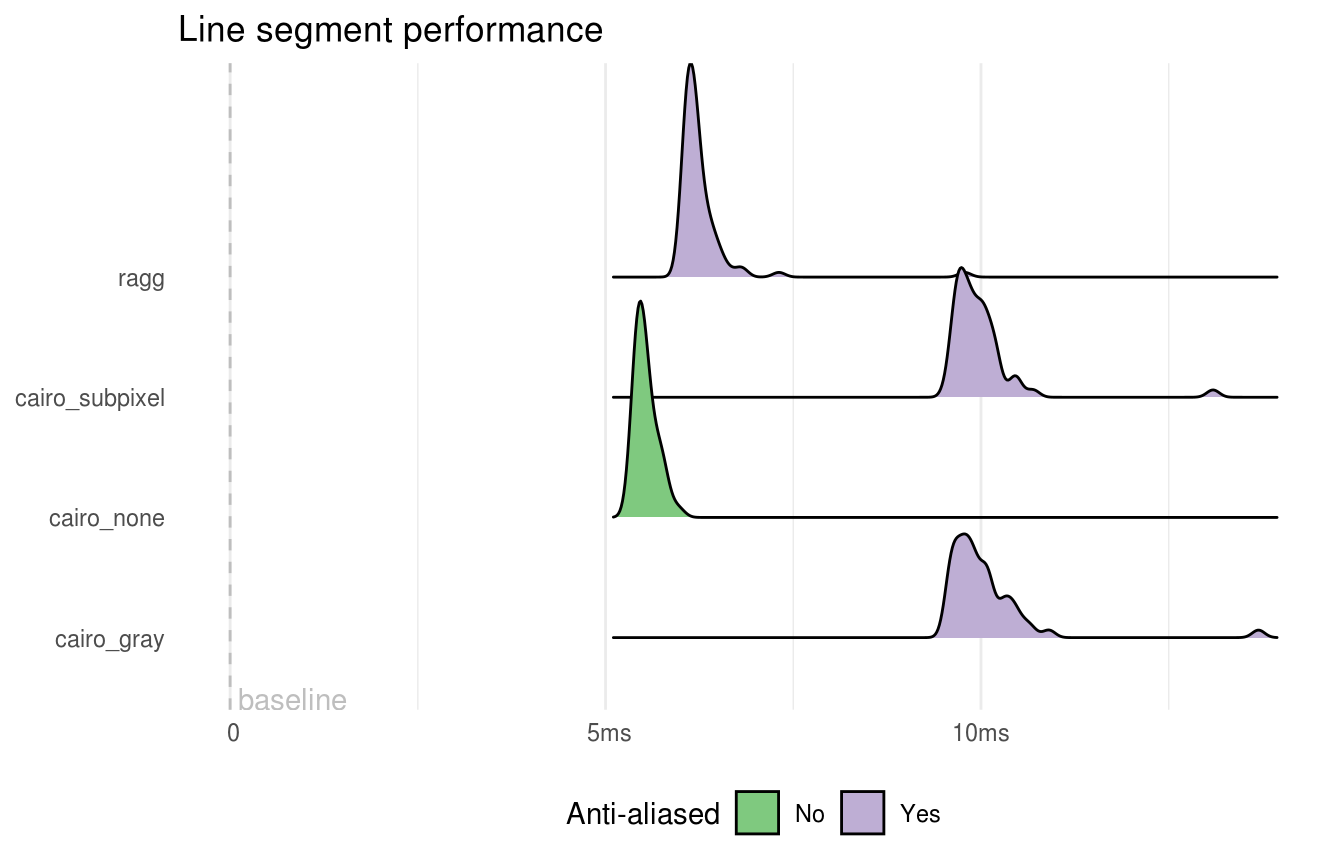 Line segment performance
ragg
cairo_subpixel
cairo_none
cairo_gray
baseline
0 5ms 10ms
Anti-aliased No Yes